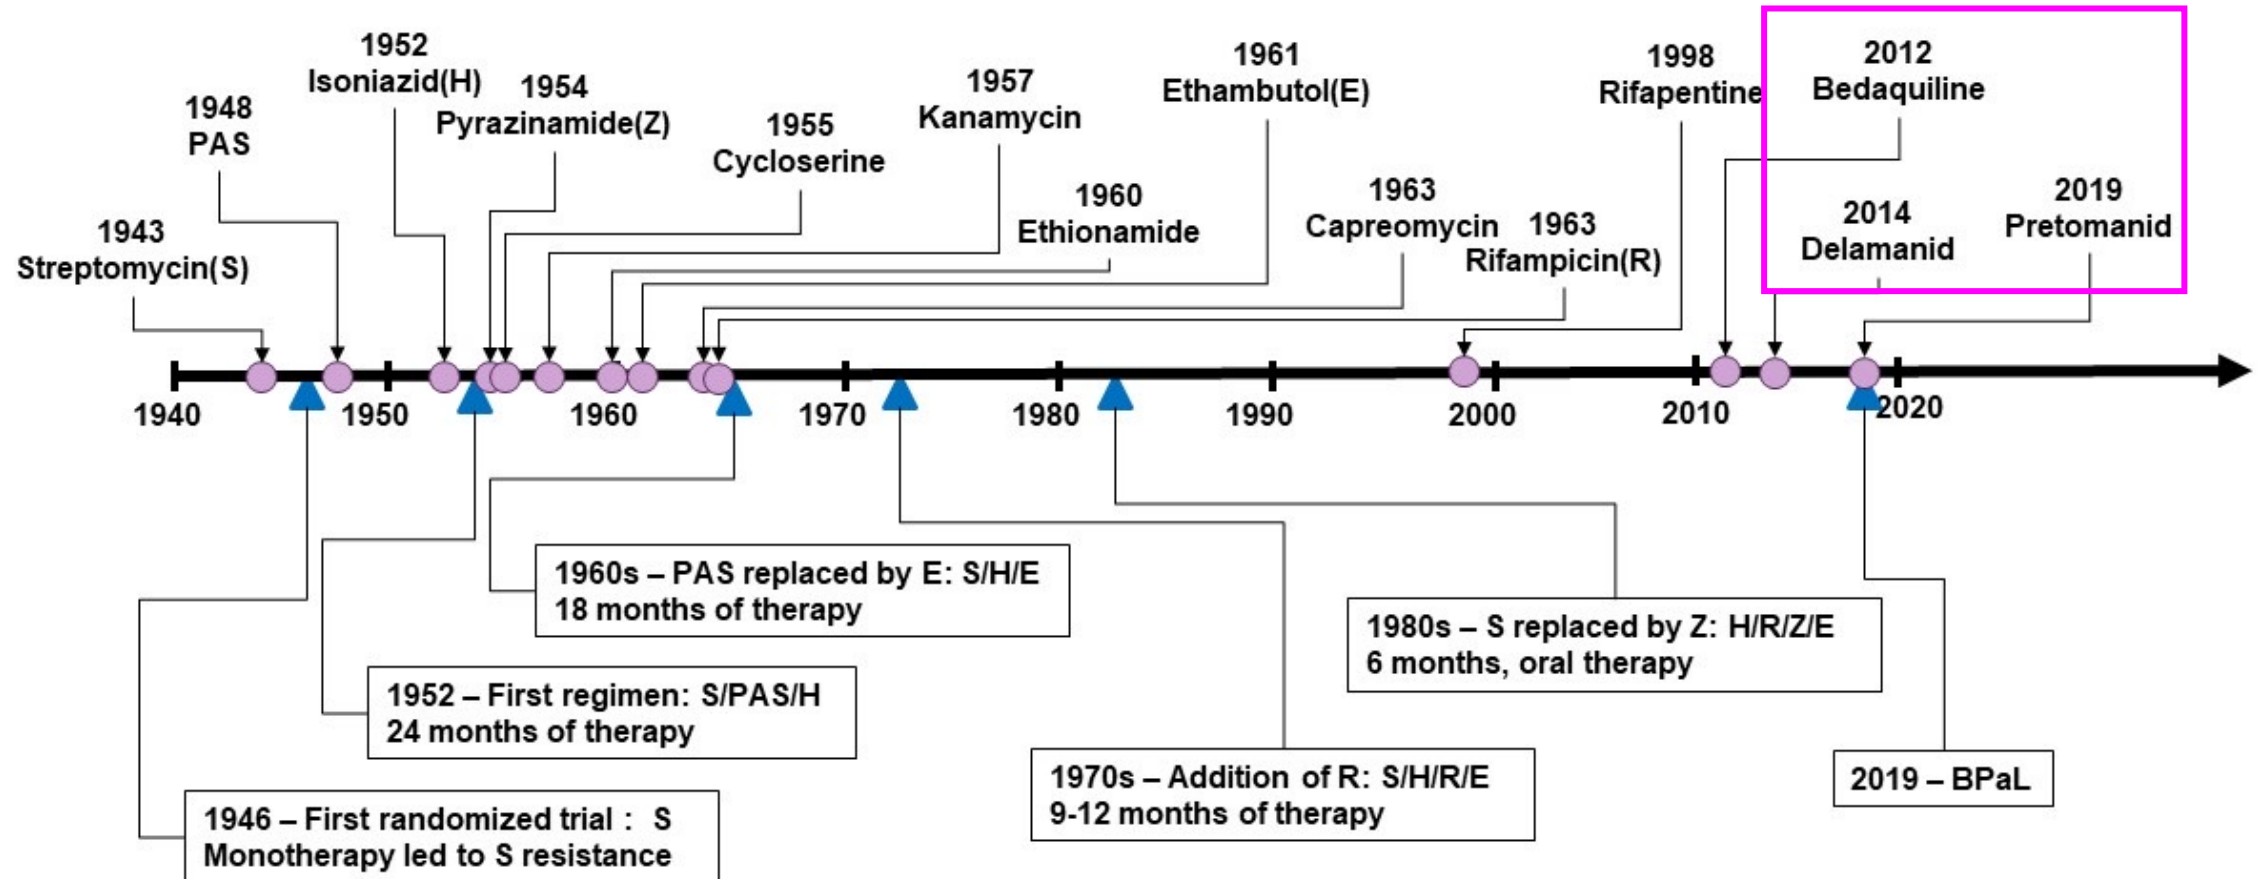 1943
Streptomycin(S)
1948
PAS
1952
Isoniazid(H)
1954
Pyrazinamide(Z)
1955
Cycloserine
1957
Kanamycin
1960
Ethionamide
1961
Ethambutol(E)
1963
Capreomycin
1963
Rifampicin(R)
1998
Rifapentine
2012
Bedaquiline
2014
Delamanid
2019
Pretomanid
1940
1950
1960
1970
1980
1990
2000
2010
2020
1946 – First randomized trial : S
Monotherapy led to S resistance
1952 – First regimen: S/PAS/H
24 months of therapy
1960s – PAS replaced by E: S/H/E
18 months of therapy
1970s – Addition of R: S/H/R/E
9-12 months of therapy
1980s – S replaced by Z: H/R/Z/E
6 months, oral therapy
2019 – BPaL